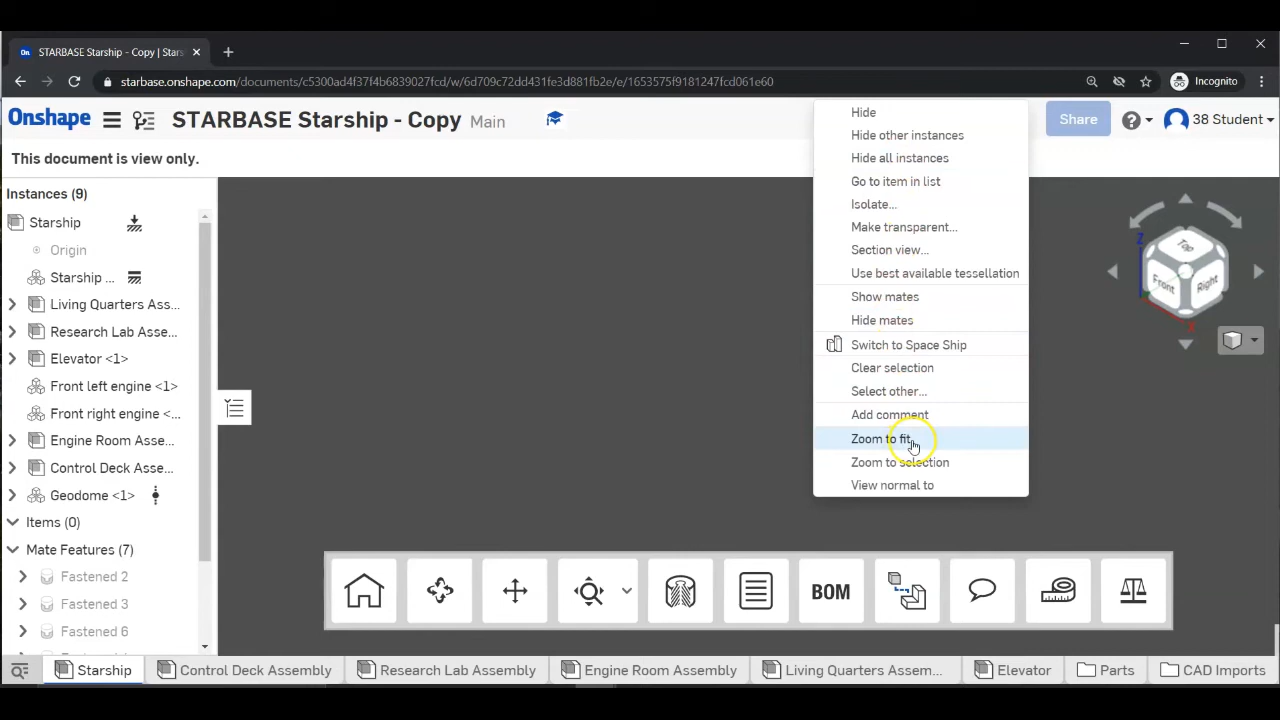 On STARBASE Starship - Copy | Stars
starbase.onshape.com/documents/c5300ad4f37f4b6839027fcd/w/6d709c72dd431fe3d881fb2e/e/1653575f9181247fcd061e60
Incognito
Onshape
STARBASE Starship - Copy Main
Share
38 Student
This document is view only.
Instances (9)
Starship
Origin
Starship ...
Living Quarters Ass...
Research Lab Asse...
Elevator <1>
Front left engine <1>
Front right engine <...
Engine Room Asse...
Control Deck Asse...
Geodome <1>
Items (0)
Mate Features (7)
Fastened 2
Fastened 3
Fastened 6
Hide
Hide other instances
Hide all instances
Go to item in list
Isolate...
Make transparent...
Section view...
Use best available tessellation
Show mates
Hide mates
Switch to Space Ship
Clear selection
Select other...
Add comment
Zoom to fit
Zoom to selection
View normal to
Z
Top
Front
Right
X
BOM
Starship
Control Deck Assembly
Research Lab Assembly
Engine Room Assembly
Living Quarters Assem...
Elevator
Parts
CAD Imports